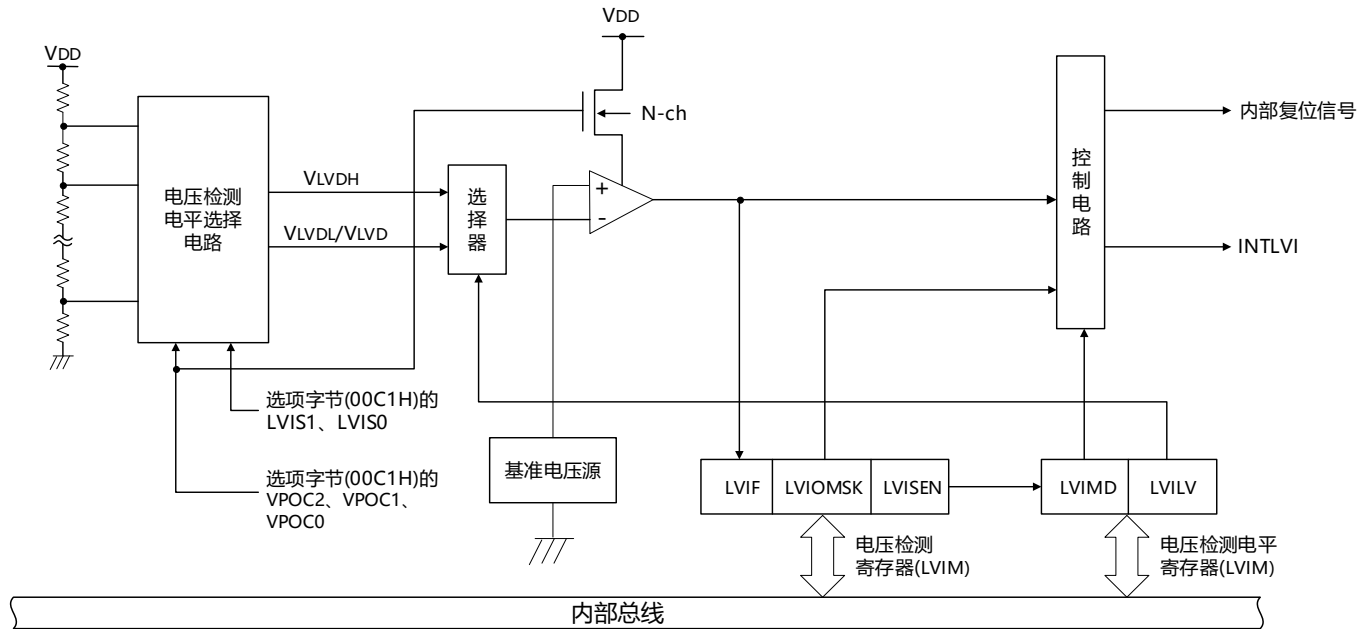 VDD
VDD
N-ch
内部复位信号
电压检测
电平选择
电路
VLVDH
VLVDL/VLVD
选择器
+
-
控制电路
INTLVI
选项字节(00C1H)的
LVIS1、LVIS0
选项字节(00C1H)的
VPOC2、VPOC1、
VPOC0
基准电压源
LVIF
LVIOMSK
LVISEN
LVIMD
LVILV
电压检测
寄存器(LVIM)
电压检测电平
寄存器(LVIM)
内部总线